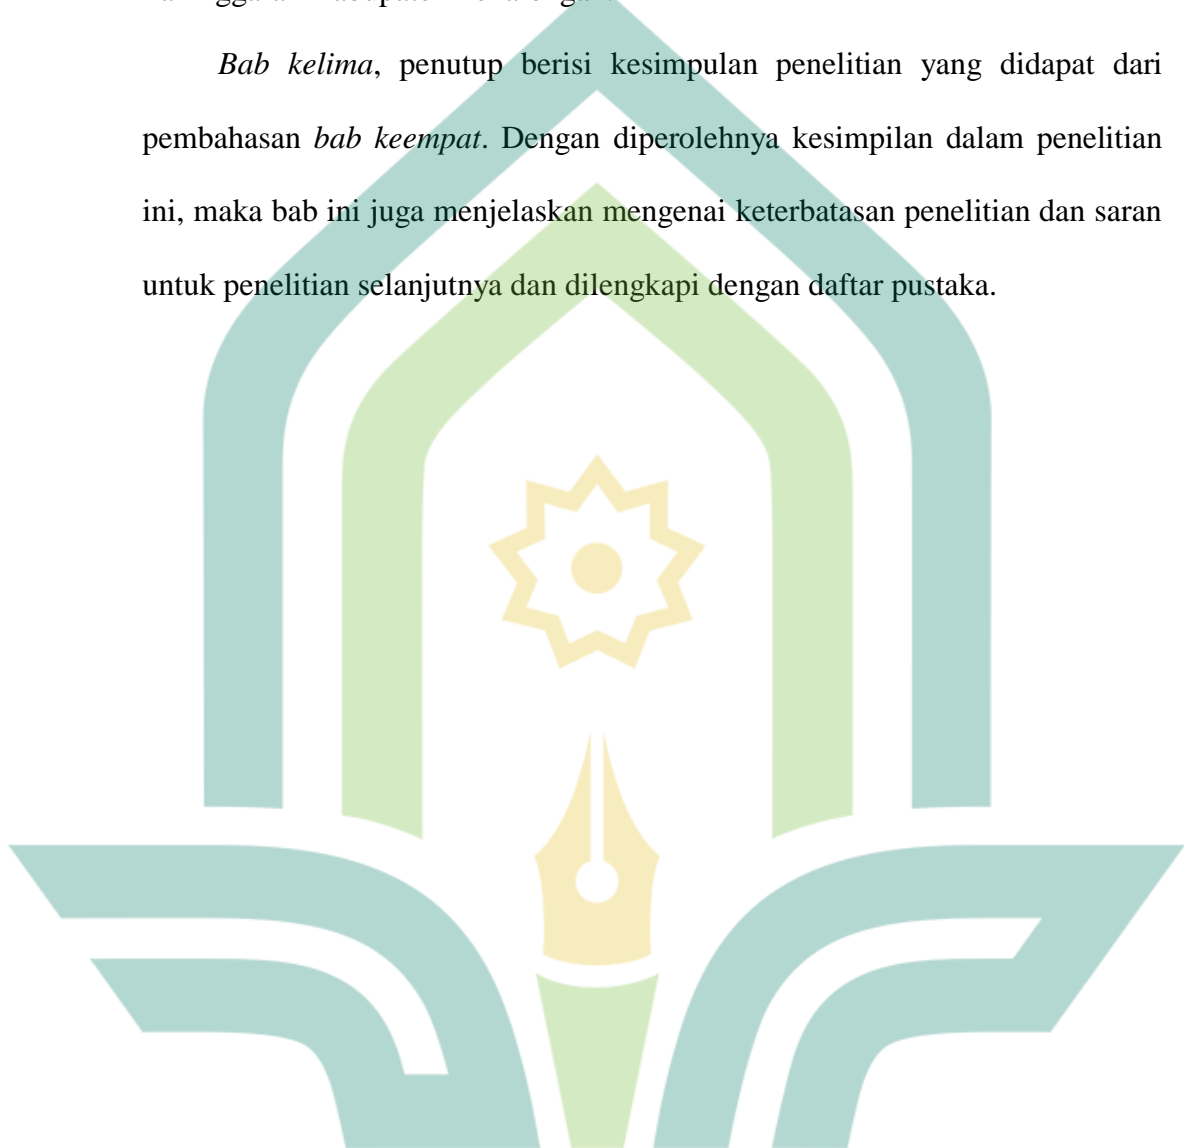 Bab kelima, penutup berisi kesimpulan penelitian yang didapat dari
pembahasan bab keempat. Dengan diperolehnya kesimpilan dalam penelitian
ini, maka bab ini juga menjelaskan mengenai keterbatasan penelitian dan saran
untuk penelitian selanjutnya dan dilengkapi dengan daftar pustaka.